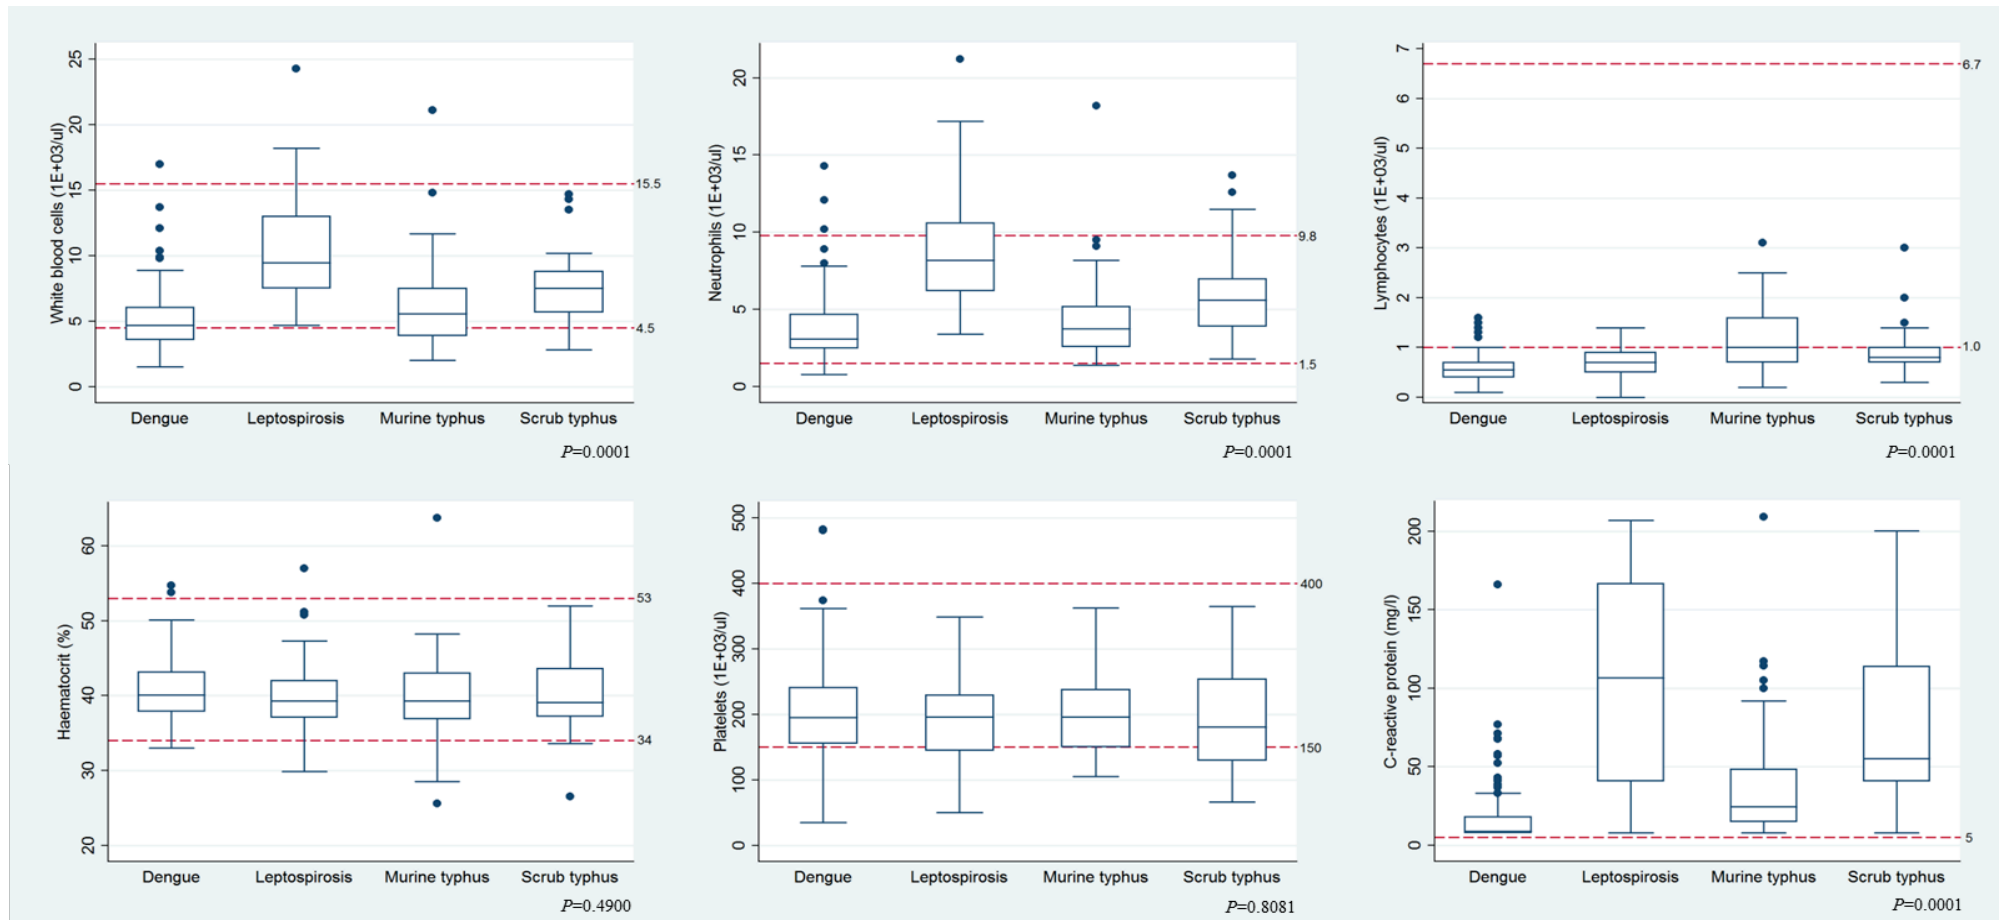 White blood cells (1E+03/ul)
25
20
15
10
5
0
15.5
4.5
Dengue Leptospirosis Murine typhus Scrub typhus
P=0.0001
Neutrophils (1E+03/ul)
20
15
10
5
0
9.8
1.5
Dengue Leptospirosis Murine typhus Scrub typhus
P=0.0001
Lymphocytes (1E+03/ul)
7
6
5
4
3
2
1
0
6.7
1.0
Dengue Leptospirosis Murine typhus Scrub typhus
P=0.0001
Haematocrit (%)
60
50
40
30
20
53
34
Dengue Leptospirosis Murine typhus Scrub typhus
P=0.4900
Platelets (1E+03/ul)
500
400
300
200
100
0
400
150
Dengue Leptospirosis Murine typhus Scrub typhus
P=0.8081
C-reactive protein (mg/l)
200
150
100
50
0
5
Dengue Leptospirosis Murine typhus Scrub typhus
P=0.0001